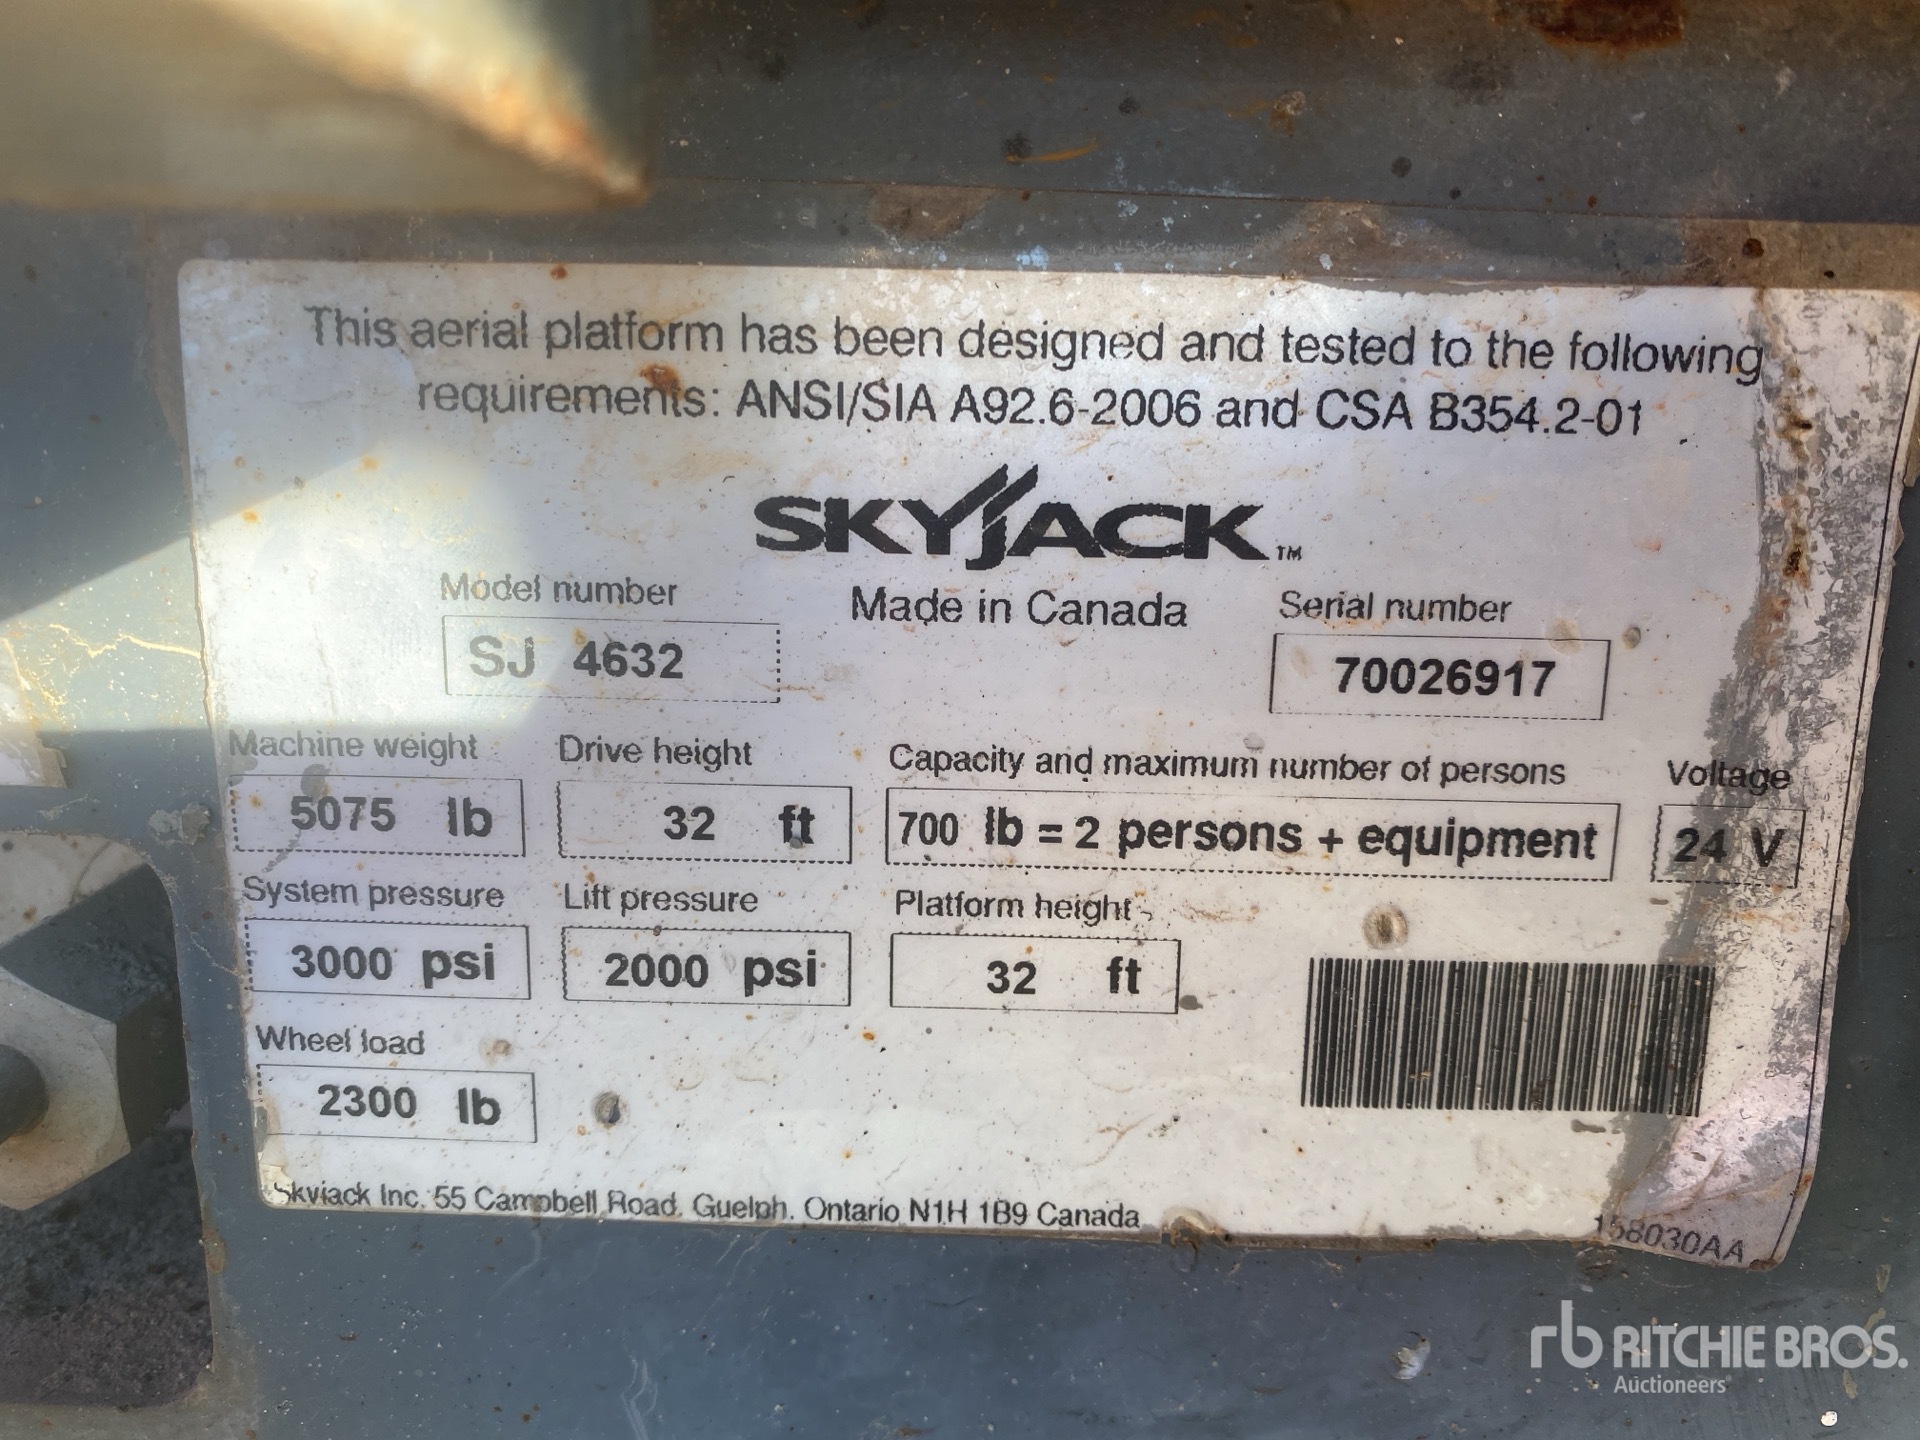 This aerial platform has been designed and tested to the following
requirements: ANSI/SIA A92.6-2006 and CSA B354.2-01
SKYJACK™
Model number
Made in Canada
Serial number
SJ 4632
70026917
Machine weight
Drive height
Capacity and maximum number of persons
Voltage
5075 lb
32 ft
700 lb = 2 persons + equipment
24 V
System pressure
Lift pressure
Platform height
3000 psi
2000 psi
32 ft
Wheel load
2300 lb
Skyjack Inc. 55 Campbell Road, Guelph, Ontario N1H 1B9 Canada
158030AA
rb RITCHIE BROS.
Auctioneers